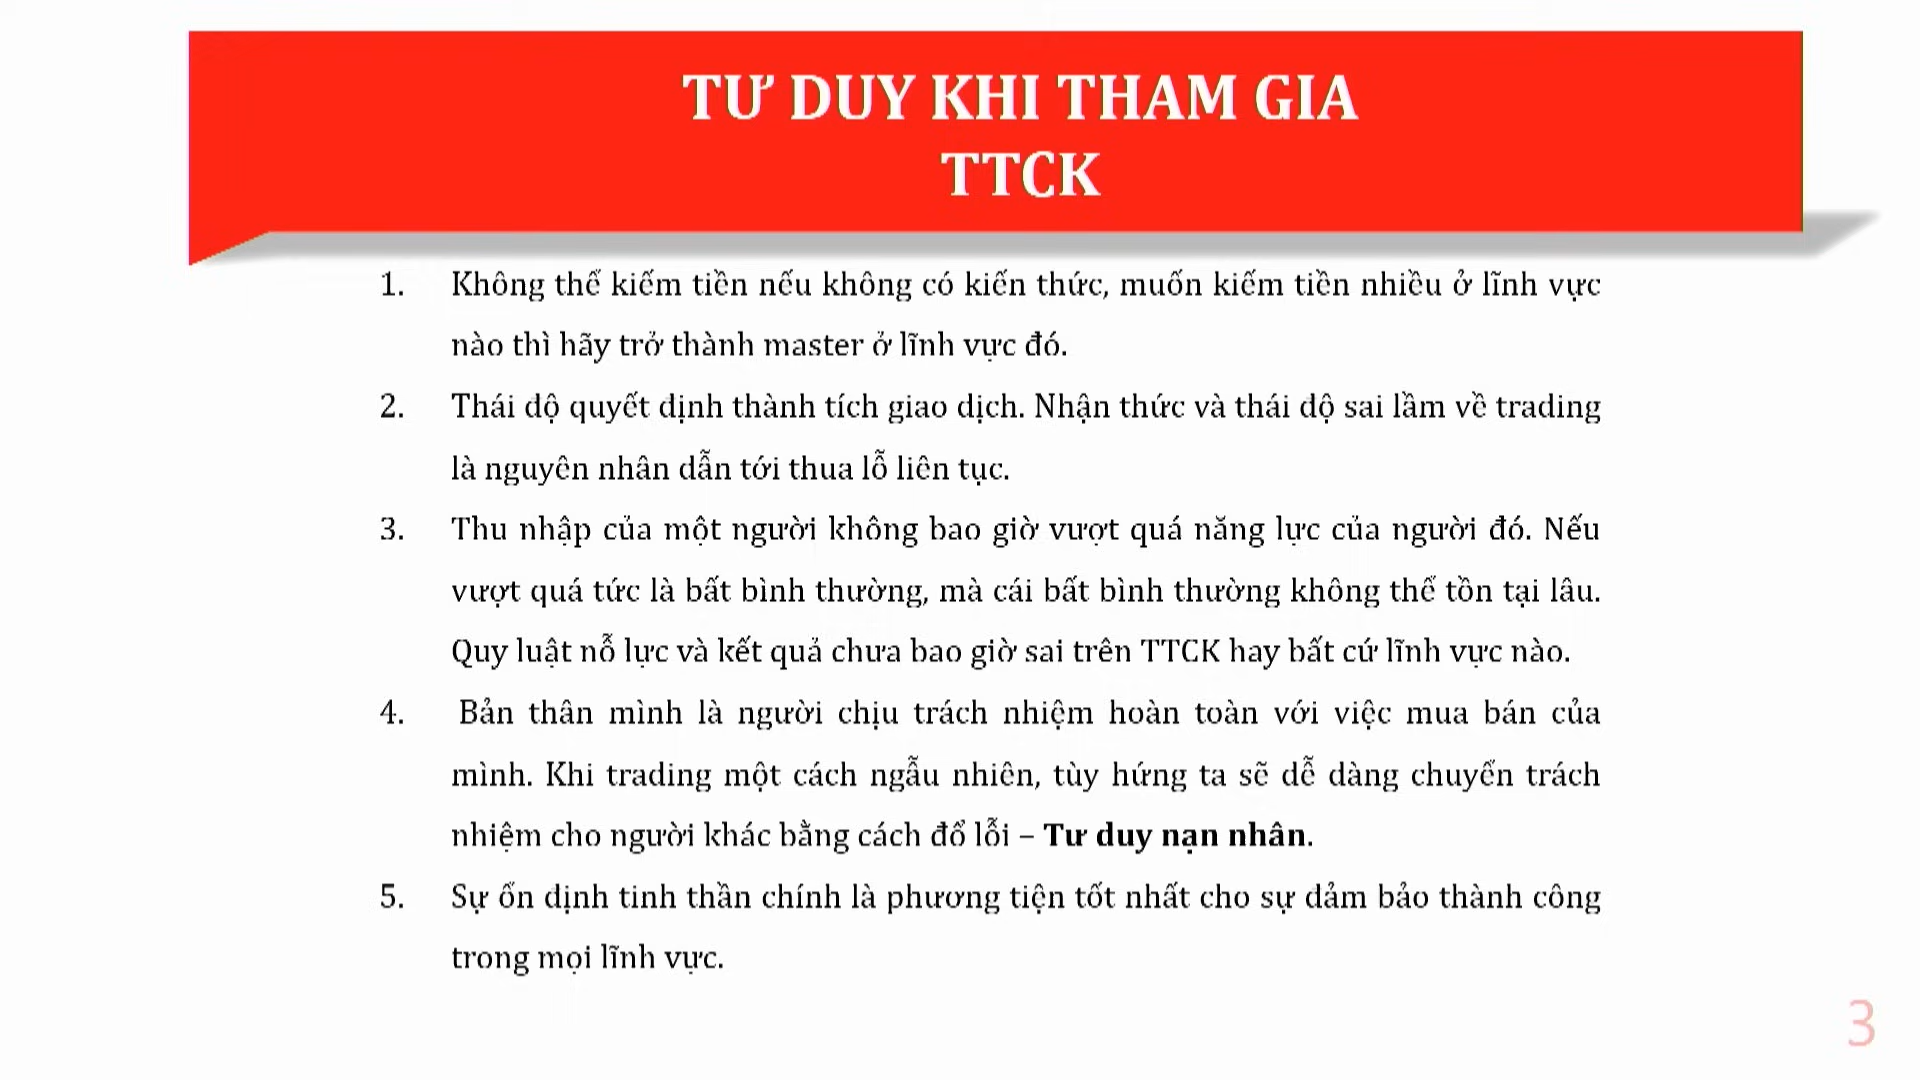 TƯ DUY KHI THAM GIA
TTCK
1. Không thể kiếm tiền nếu không có kiến thức, muốn kiếm tiền nhiều ở lĩnh vực
nào thì hãy trở thành master ở lĩnh vực đó.
2. Thái độ quyết định thành tích giao dịch. Nhận thức và thái độ sai lầm về trading
là nguyên nhân dẫn tới thua lỗ liên tục.
3. Thu nhập của một người không bao giờ vượt quá năng lực của người đó. Nếu
vượt quá tức là bất bình thường, mà cái bất bình thường không thể tồn tại lâu.
Quy luật nỗ lực và kết quả chưa bao giờ sai trên TTCK hay bất cứ lĩnh vực nào.
4. Bản thân mình là người chịu trách nhiệm hoàn toàn với việc mua bán của
mình. Khi trading một cách ngẫu nhiên, tùy hứng ta sẽ dễ dàng chuyển trách
nhiệm cho người khác bằng cách đổ lỗi – Tư duy nạn nhân.
5. Sự ổn định tinh thần chính là phương tiện tốt nhất cho sự đảm bảo thành công
trong mọi lĩnh vực.
3